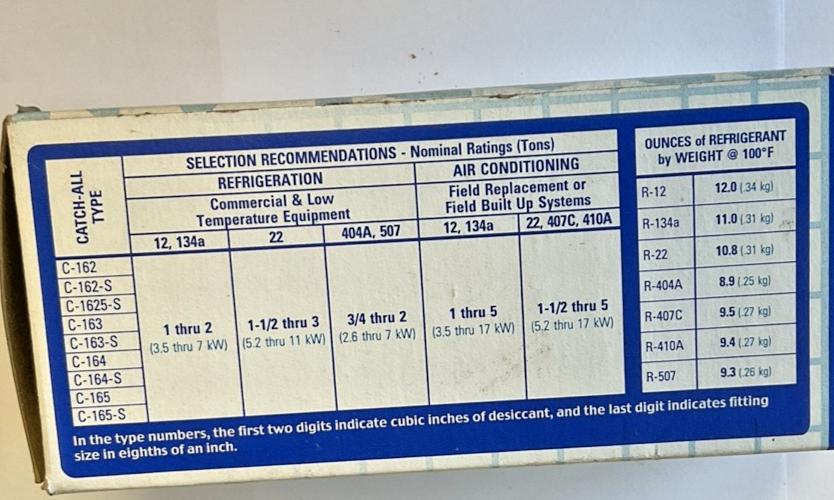 CATCH-ALL
TYPE
SELECTION RECOMMENDATIONS - Nominal Ratings (Tons)
REFRIGERATION
AIR CONDITIONING
Commercial & Low
Temperature Equipment
Field Replacement or
Field Built Up Systems
12, 134a
22
404A, 507
12, 134a
22, 407C, 410A
C-162
C-162-S
C-1625-S
C-163
C-163-S
C-164
C-164-S
C-165
C-165-S
1 thru 2
(3.5 thru 7 kW)
1-1/2 thru 3
(5.2 thru 11 kW)
3/4 thru 2
(2.6 thru 7 kW)
1 thru 5
(3.5 thru 17 kW)
1-1/2 thru 5
(5.2 thru 17 kW)
OUNCES of REFRIGERANT
by WEIGHT @ 100°F
R-12 12.0 (.34 kg)
R-134a 11.0 (.31 kg)
R-22 10.8 (.31 kg)
R-404A 8.9 (.25 kg)
R-407C 9.5 (.27 kg)
R-410A 9.4 (.27 kg)
R-507 9.3 (.26 kg)
In the type numbers, the first two digits indicate cubic inches of desiccant, and the last digit indicates fitting
size in eighths of an inch.